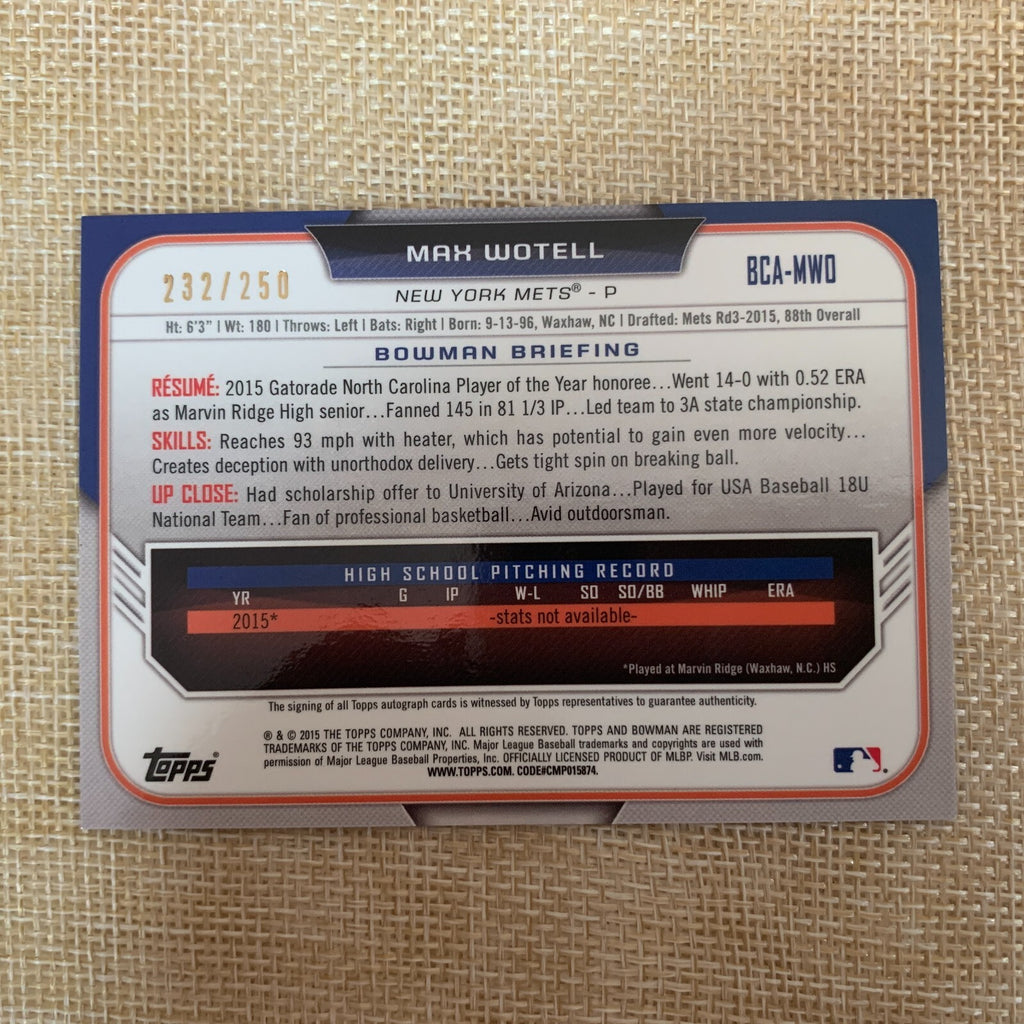 MAX WOTELL
232/250
BCA-MWO
NEW YORK METS® - P
Ht: 6'3" | Wt: 180 | Throws: Left | Bats: Right | Born: 9-13-96, Waxhaw, NC | Drafted: Mets Rd3-2015, 88th Overall
BOWMAN BRIEFING
RÉSUMÉ: 2015 Gatorade North Carolina Player of the Year honoree...Went 14-0 with 0.52 ERA
as Marvin Ridge High senior...Fanned 145 in 81 1/3 IP...Led team to 3A state championship.
SKILLS: Reaches 93 mph with heater, which has potential to gain even more velocity...
Creates deception with unorthodox delivery...Gets tight spin on breaking ball.
UP CLOSE: Had scholarship offer to University of Arizona...Played for USA Baseball 18U
National Team...Fan of professional basketball...Avid outdoorsman.
HIGH SCHOOL PITCHING RECORD
YR G IP W-L SO SO/BB WHIP ERA
2015* -stats not available-
*Played at Marvin Ridge (Waxhaw, N.C.) HS
The signing of all Topps autograph cards is witnessed by Topps representatives to guarantee authenticity.
® & © 2015 THE TOPPS COMPANY, INC. ALL RIGHTS RESERVED. TOPPS AND BOWMAN ARE REGISTERED
TRADEMARKS OF THE TOPPS COMPANY, INC. Major League Baseball trademarks and copyrights are used with
permission of Major League Baseball Properties, Inc. OFFICIALLY LICENSED PRODUCT OF MLBP. Visit MLB.com.
WWW.TOPPS.COM. CODE#CMP015874.
Topps®